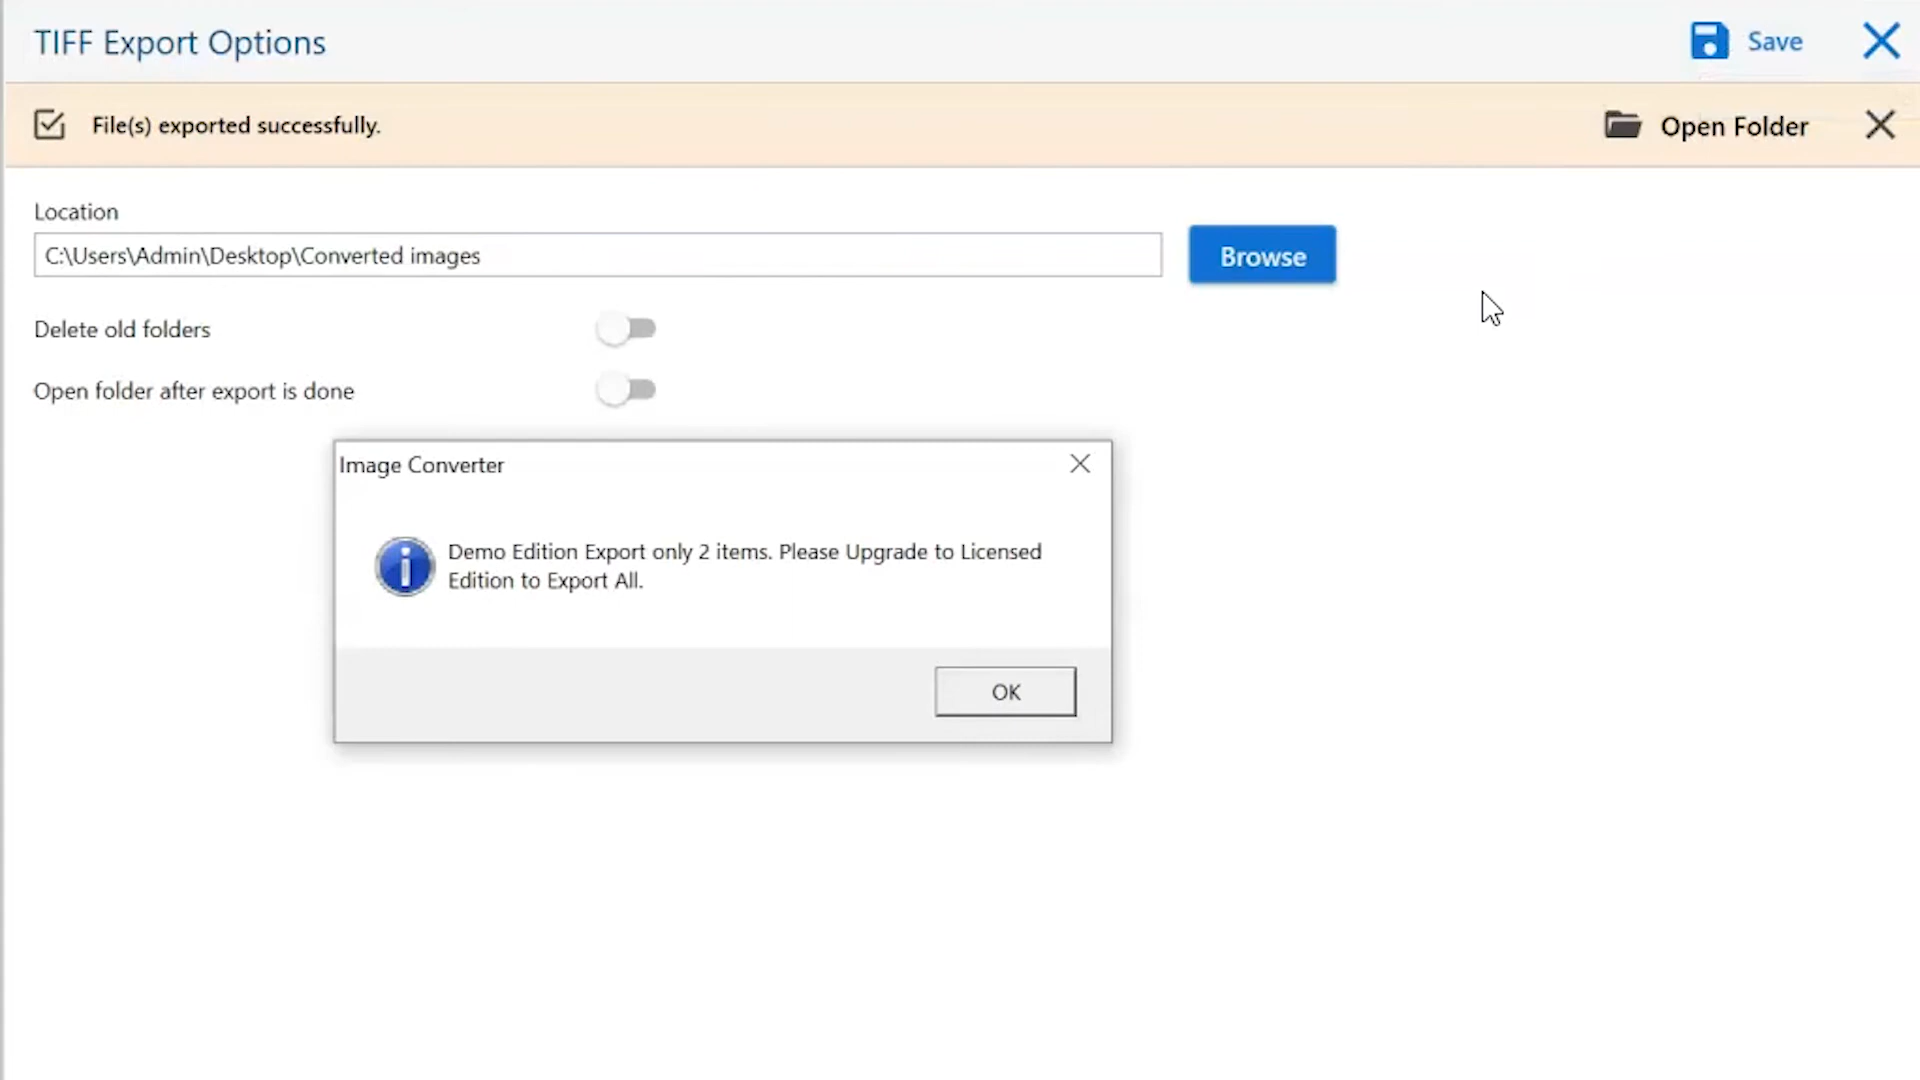 TIFF Export Options
Save
File(s) exported successfully.
Open Folder
Location
C:\Users\Admin\Desktop\Converted images
Browse
Delete old folders
Open folder after export is done
Image Converter
Demo Edition Export only 2 items. Please Upgrade to Licensed
Edition to Export All.
OK